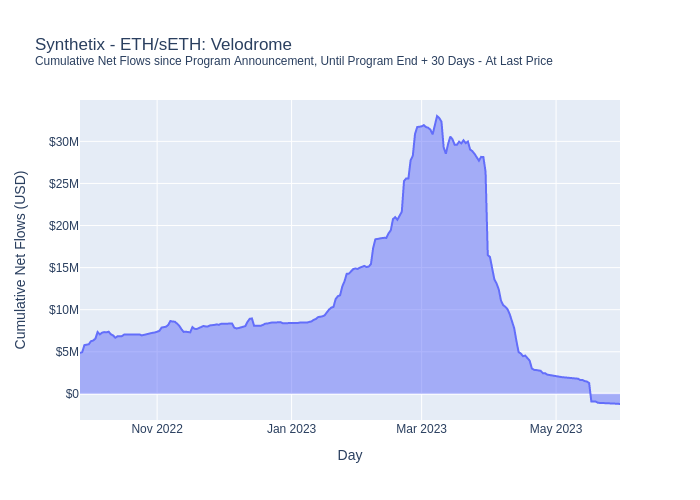 Synthetix - ETH/sETH: Velodrome
Cumulative Net Flows since Program Announcement, Until Program End + 30 Days - At Last Price
Cumulative Net Flows (USD)
$30M
$25M
$20M
$15M
$10M
$5M
$0
Nov 2022
Jan 2023
Mar 2023
May 2023
Day